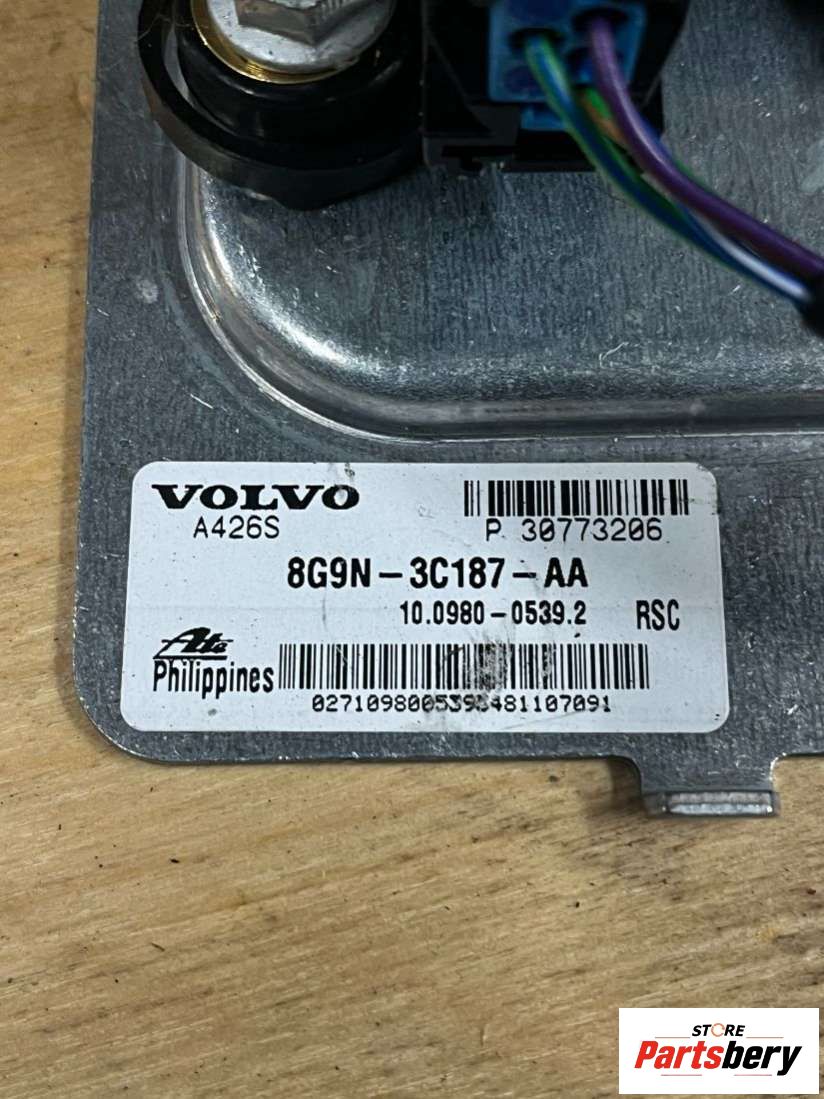 VOLVO
A426S
P 30773206
8G9N-3C187-AA
10.0980-0539.2 RSC
Ate
Philippines
STORE
Partsbery